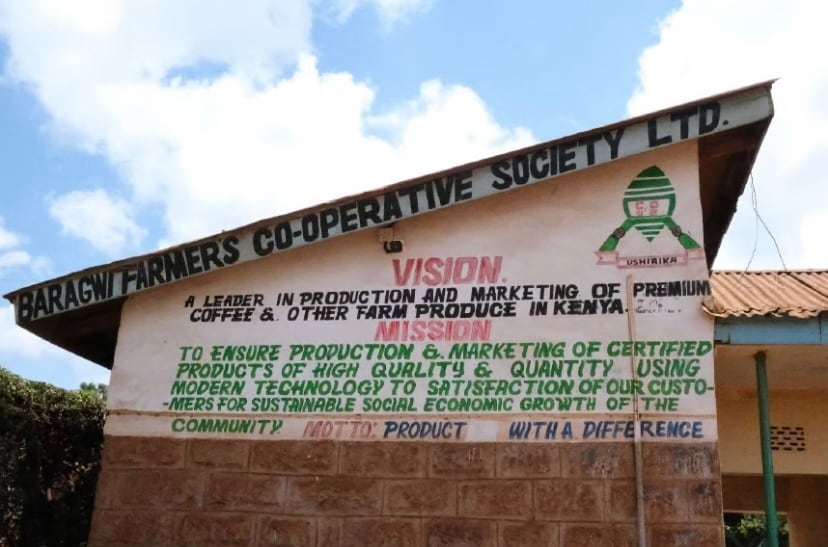 BARAGWI FARMERS CO-OPERATIVE SOCIETY LTD.
USHIRIKA
VISION.
A LEADER IN PRODUCTION AND MARKETING OF PREMIUM
COFFEE & OTHER FARM PRODUCE IN KENYA.
MISSION
TO ENSURE PRODUCTION & MARKETING OF CERTIFIED
PRODUCTS OF HIGH QUALITY & QUANTITY USING
MODERN TECHNOLOGY TO SATISFACTION OF OUR CUSTO-
-MERS FOR SUSTAINABLE SOCIAL ECONOMIC GROWTH OF THE
COMMUNITY. MOTTO: PRODUCT WITH A DIFFERENCE